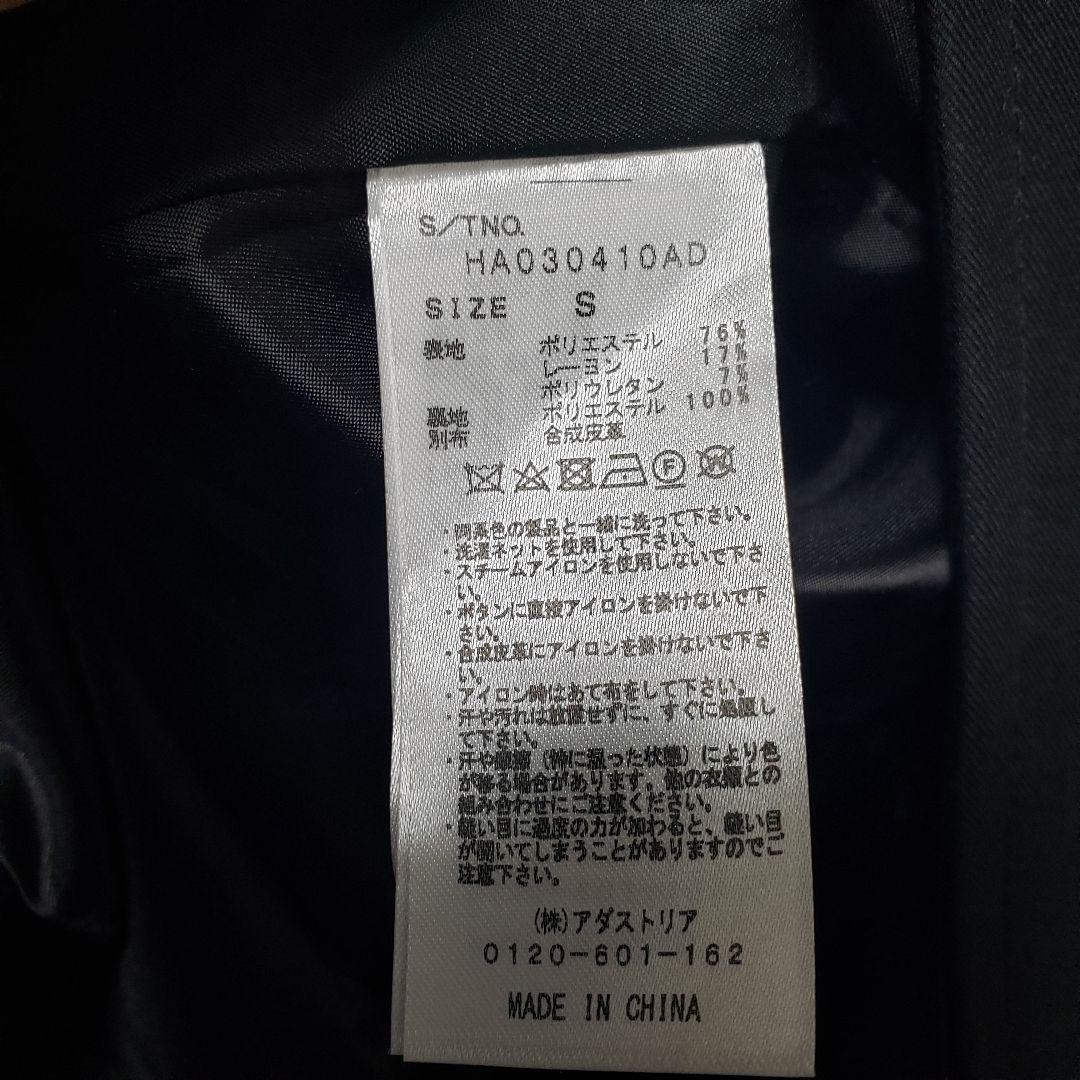 S/TNO.
HA030410AD
SIZE S
表地 ポリエステル 76%
レーヨン 17%
ポリウレタン 7%
裏地 ポリエステル 100%
別布 合成皮革
F
・同系色の製品と一緒に洗って下さい。
・洗濯ネットを使用して下さい。
・スチームアイロンを使用しないで下さ
い。
・ボタンに直接アイロンを掛けないで下
さい。
・合成皮革にアイロンを掛けないで下さ
い。
・アイロン時はあて布をして下さい。
・汗や汚れは放置せずに、すぐに処置し
て下さい。
・汗や摩擦(特に湿った状態)により色
が移る場合があります。他の衣類との
組み合わせにご注意ください。
・縫い目に過度の力が加わると、縫い目
が開いてしまうことがありますのでご
注意下さい。
(株)アダストリア
0120-601-162
MADE IN CHINA